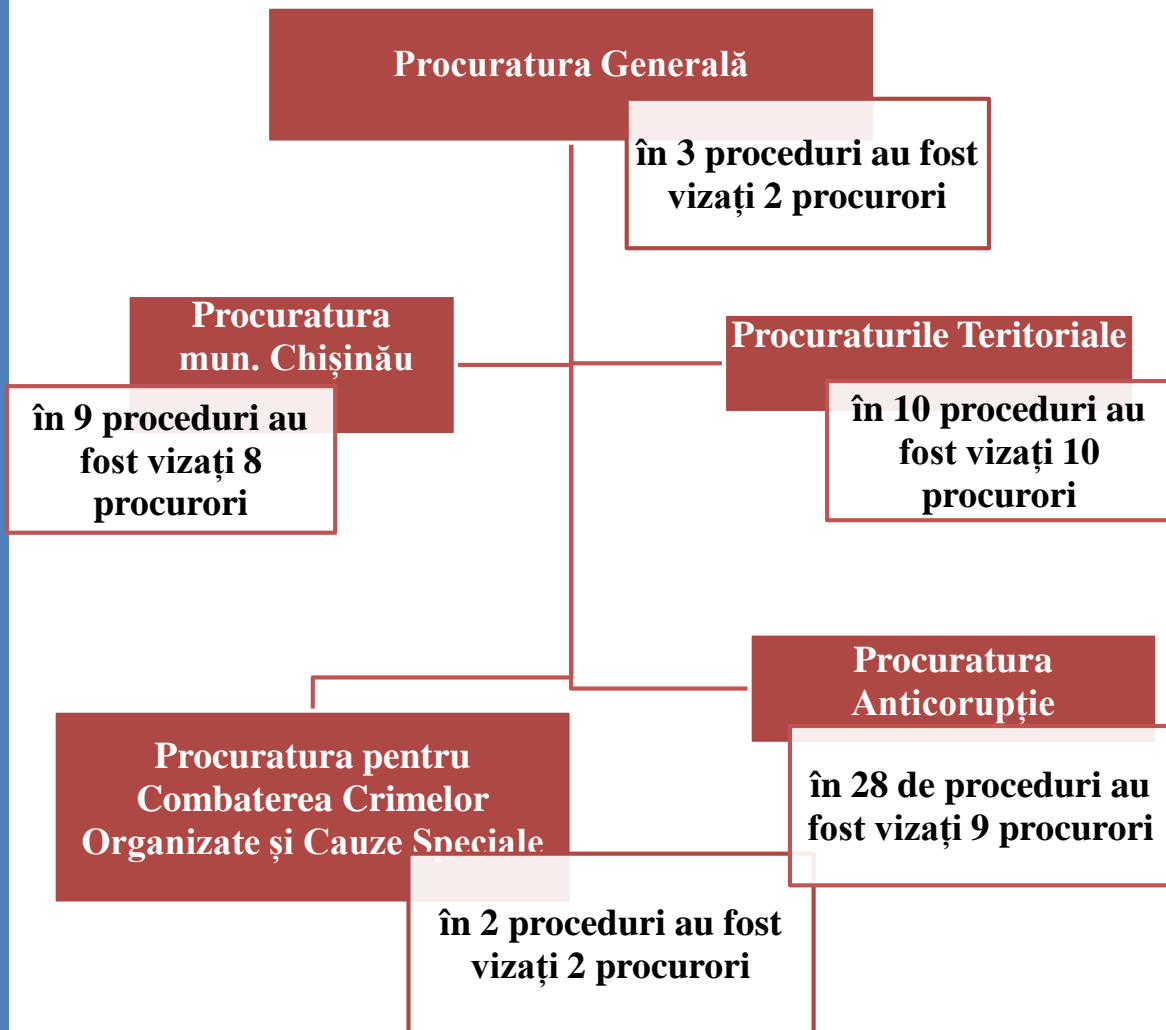 Procuratura Generală
în 3 proceduri au fost
vizați 2 procurori
Procuratura
mun. Chișinău
în 9 proceduri au
fost vizați 8
procurori
Procuraturile Teritoriale
în 10 proceduri au
fost vizați 10
procurori
Procuratura pentru
Combaterea Crimelor
Organizate și Cauze Speciale
în 2 proceduri au fost
vizați 2 procurori
Procuratura
Anticorupție
în 28 de proceduri au
fost vizați 9 procurori